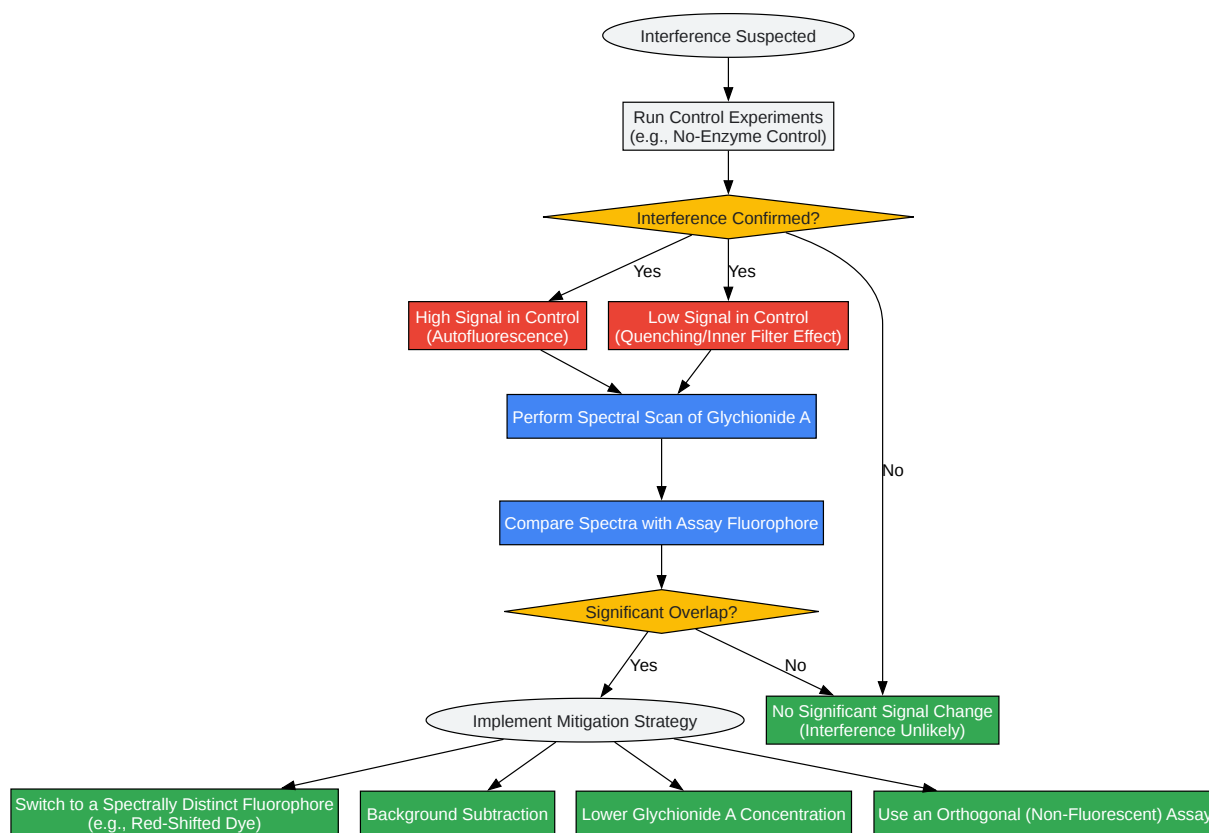 Interference Suspected
Run Control Experiments
(e.g., No-Enzyme Control)
Interference Confirmed?
Yes
Yes
High Signal in Control
(Autofluorescence)
Low Signal in Control
(Quenching/Inner Filter Effect)
Perform Spectral Scan of Glychionide A
No
Compare Spectra with Assay Fluorophore
Significant Overlap?
Yes
No
No Significant Signal Change
(Interference Unlikely)
Implement Mitigation Strategy
Switch to a Spectrally Distinct Fluorophore
(e.g., Red-Shifted Dye)
Background Subtraction
Lower Glychionide A Concentration
Use an Orthogonal (Non-Fluorescent) Assay